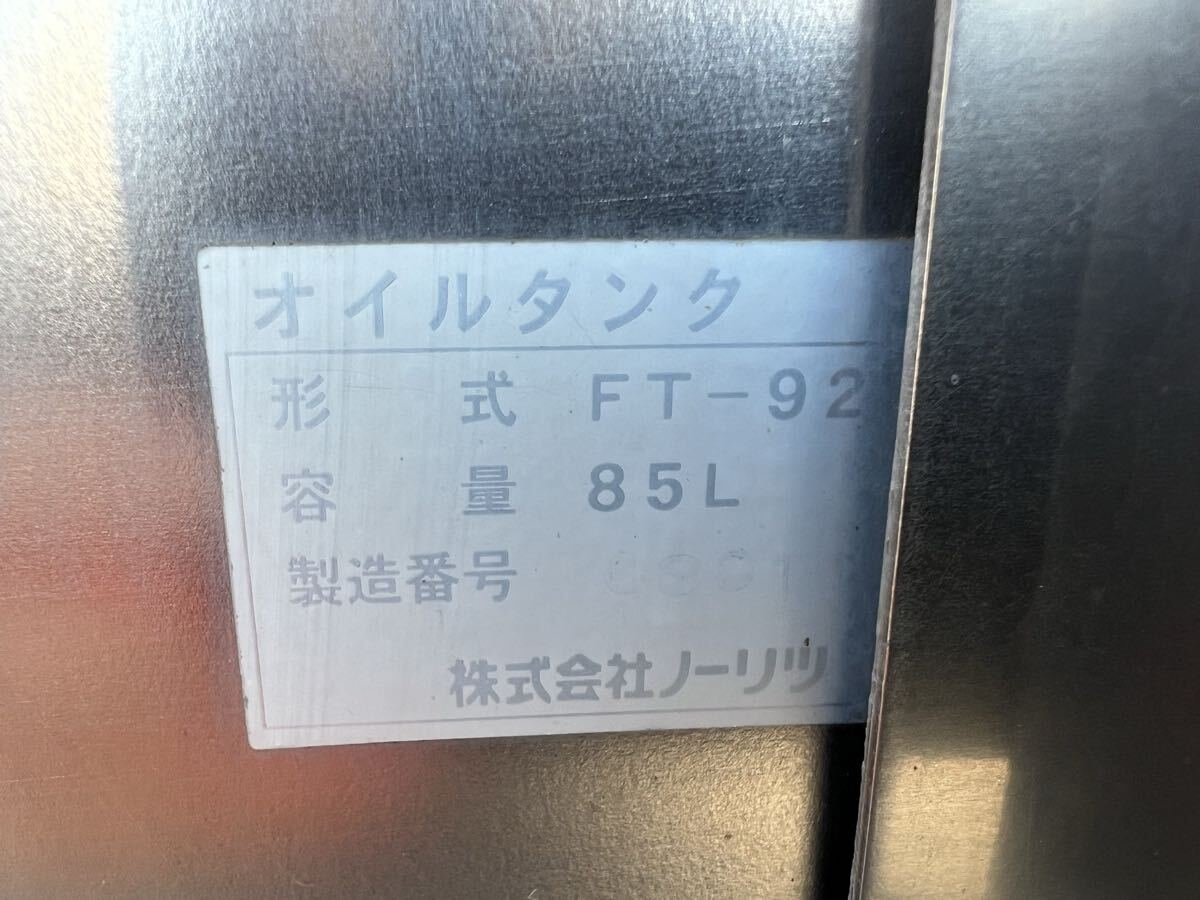 オイルタンク
形 式 FT-92
容 量 85L
製造番号
株式会社ノーリツ